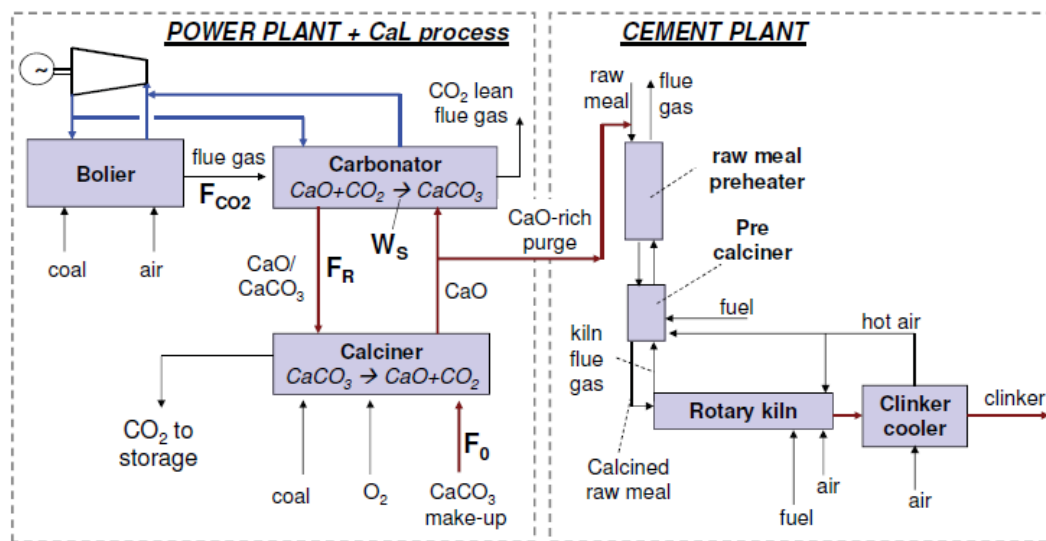 POWER PLANT + CaL process
CEMENT PLANT
~
Bolier
flue gas
F_CO2
coal
air
Carbonator
CaO+CO₂ → CaCO₃
W_S
CO₂ lean
flue gas
CaO/
CaCO₃
F_R
CaO
CaO-rich
purge
Calciner
CaCO₃ → CaO+CO₂
CO₂ to
storage
coal
O₂
F₀
CaCO₃
make-up
raw
meal
flue
gas
raw meal
preheater
Pre
calciner
fuel
hot air
kiln
flue
gas
Rotary kiln
Clinker
cooler
clinker
Calcined
raw meal
fuel
air
air